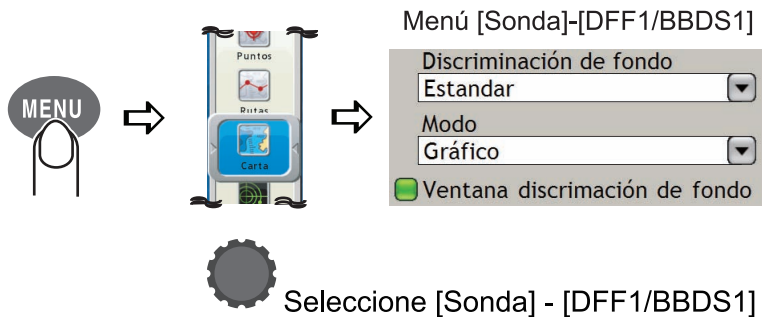 Menú [Sonda]-[DFF1/BBDS1]
MENU
Puntos
Rutas
Carta
Discriminación de fondo
Estandar
Modo
Gráfico
Ventana discrimación de fondo
Seleccione [Sonda] - [DFF1/BBDS1]